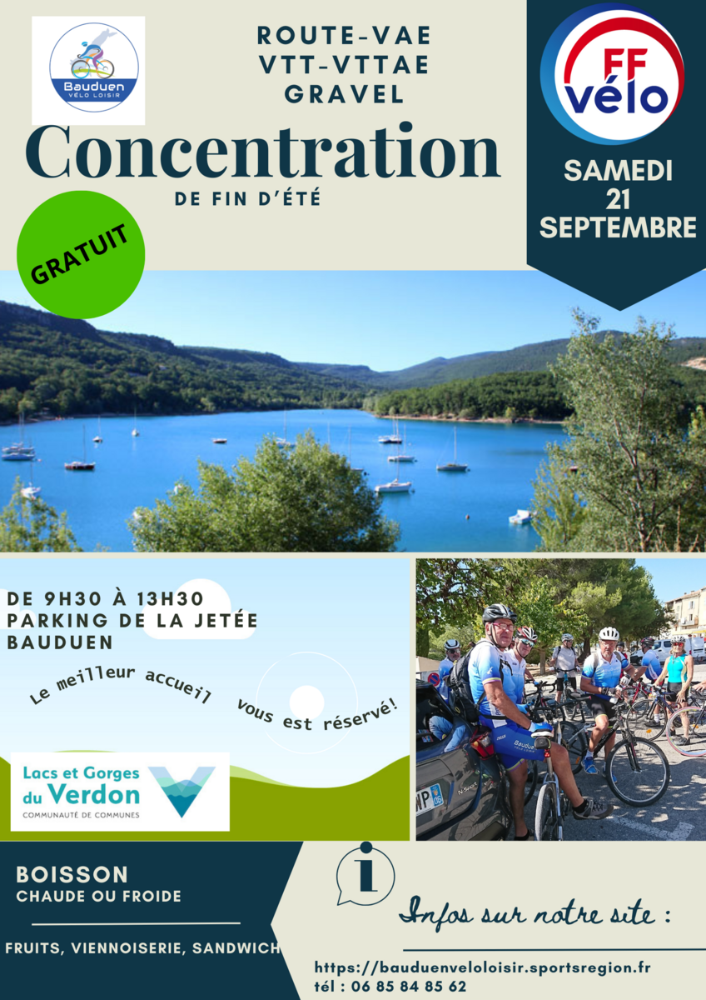 Bauduen
VÉLO LOISIR
ROUTE-VAE
VTT-VTTAE
GRAVEL
FF
vélo
Concentration
DE FIN D'ÉTÉ
SAMEDI
21
SEPTEMBRE
GRATUIT
DE 9H30 À 13H30
PARKING DE LA JETÉE
BAUDUEN
Le meilleur accueil
vous est réservé!
Lacs et Gorges
du Verdon
COMMUNAUTÉ DE COMMUNES
Bauduen
VÉLO LOISIR
BOISSON
CHAUDE OU FROIDE
FRUITS, VIENNOISERIE, SANDWICH
i
Infos sur notre site :
https://bauduenveloloisir.sportsregion.fr
tél : 06 85 84 85 62